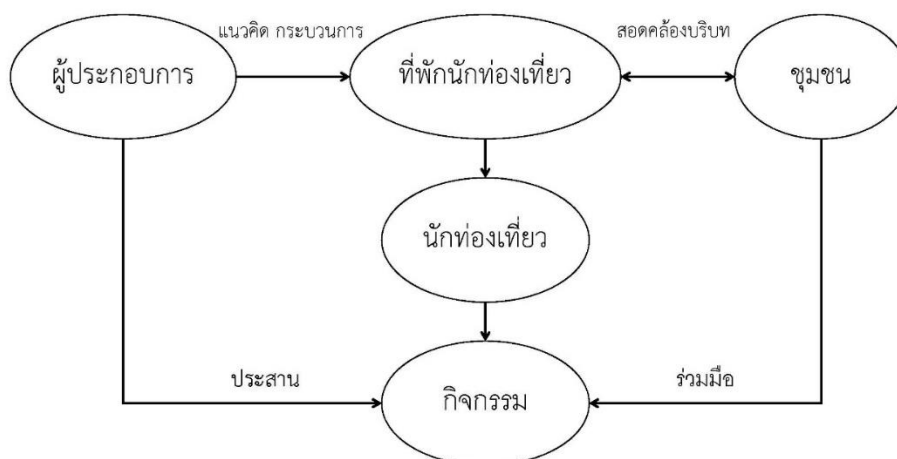 แนวคิด กระบวนการ
สอดคล้องบริบท
ผู้ประกอบการ
ที่พักนักท่องเที่ยว
ชุมชน
นักท่องเที่ยว
ประสาน
ร่วมมือ
กิจกรรม